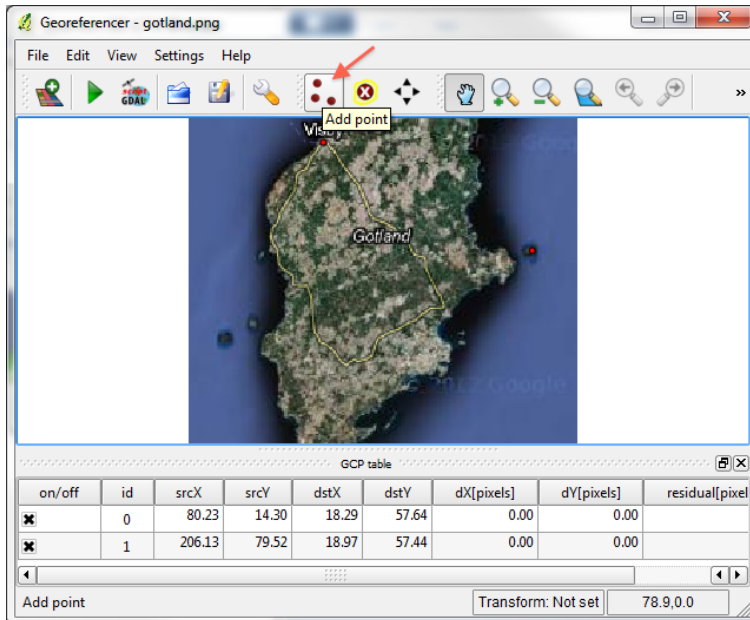 Georeferencer - gotland.png
File Edit View Settings Help
GDAL
»
Add point
Visby
Gotland
2012 Google
GCP table
on/off id srcX srcY dstX dstY dX[pixels] dY[pixels] residual[pixel
0 80.23 14.30 18.29 57.64 0.00 0.00
1 206.13 79.52 18.97 57.44 0.00 0.00
Add point Transform: Not set 78.9,0.0